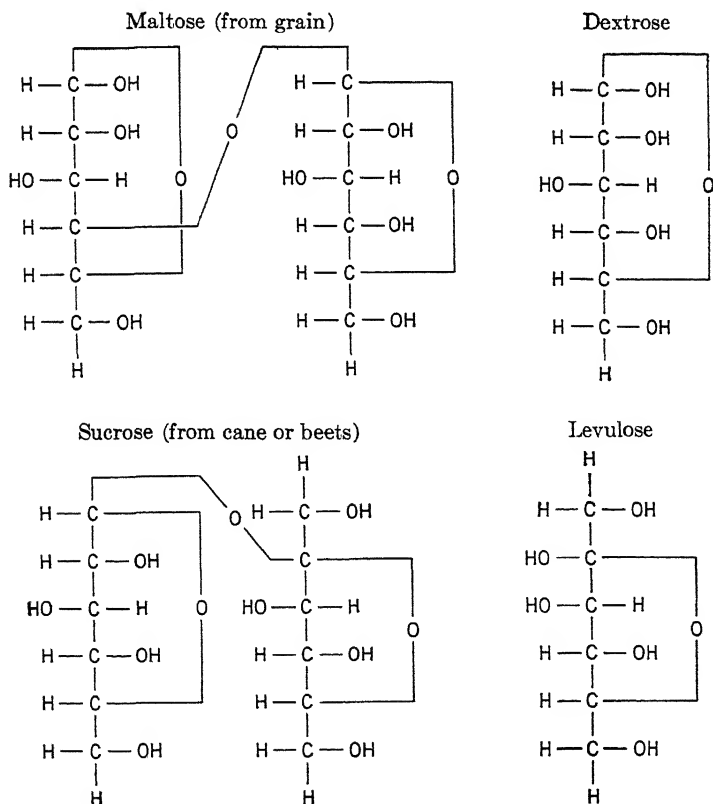 Maltose (from grain)
Dextrose
H—C—OH
H—C—OH
HO—C—H
H—C
H—C
H—C—OH
H
O
O
H—C
H—C—OH
HO—C—H
H—C—OH
H—C
H—C—OH
H
O
H—C—OH
H—C—OH
HO—C—H
H—C—OH
H—C
H—C—OH
H
O
Sucrose (from cane or beets)
Levulose
H—C
H—C—OH
HO—C—H
H—C—OH
H—C
H—C—OH
H
O
O
H
H—C—OH
C
HO—C—H
H—C—OH
H—C
H—C—OH
H
O
H
H—C—OH
HO—C
HO—C—H
H—C—OH
H—C
H—C—OH
H
O